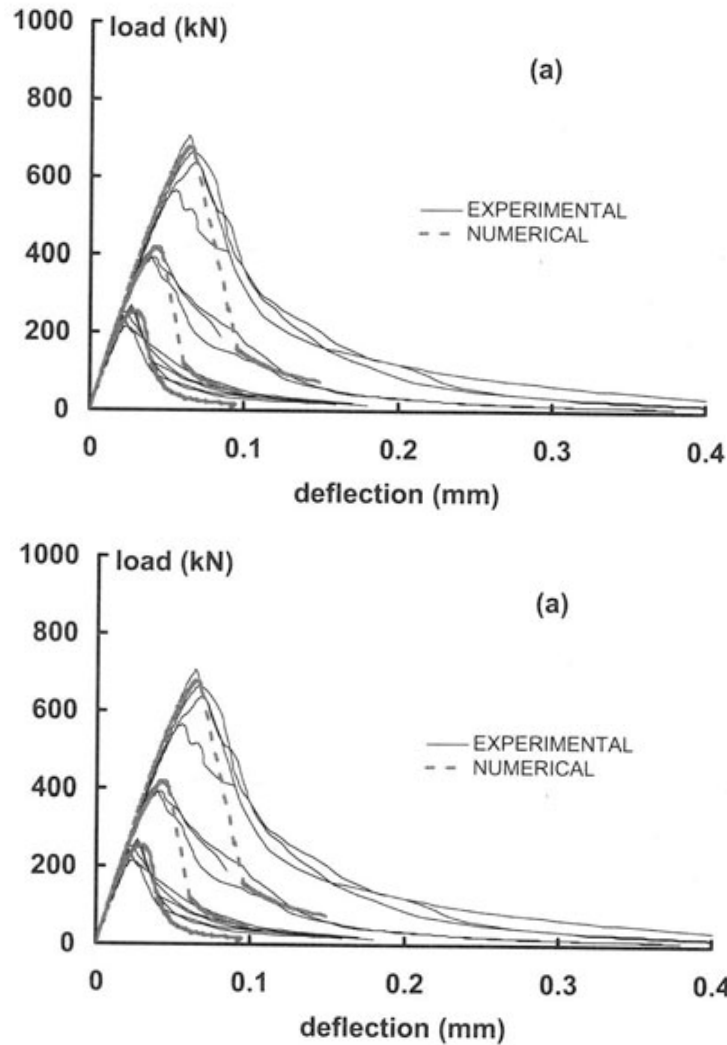 1000
load (kN)
(a)
800
600
EXPERIMENTAL
NUMERICAL
400
200
0
0 0.1 0.2 0.3 0.4
deflection (mm)
1000
load (kN)
(a)
800
600
EXPERIMENTAL
NUMERICAL
400
200
0
0 0.1 0.2 0.3 0.4
deflection (mm)